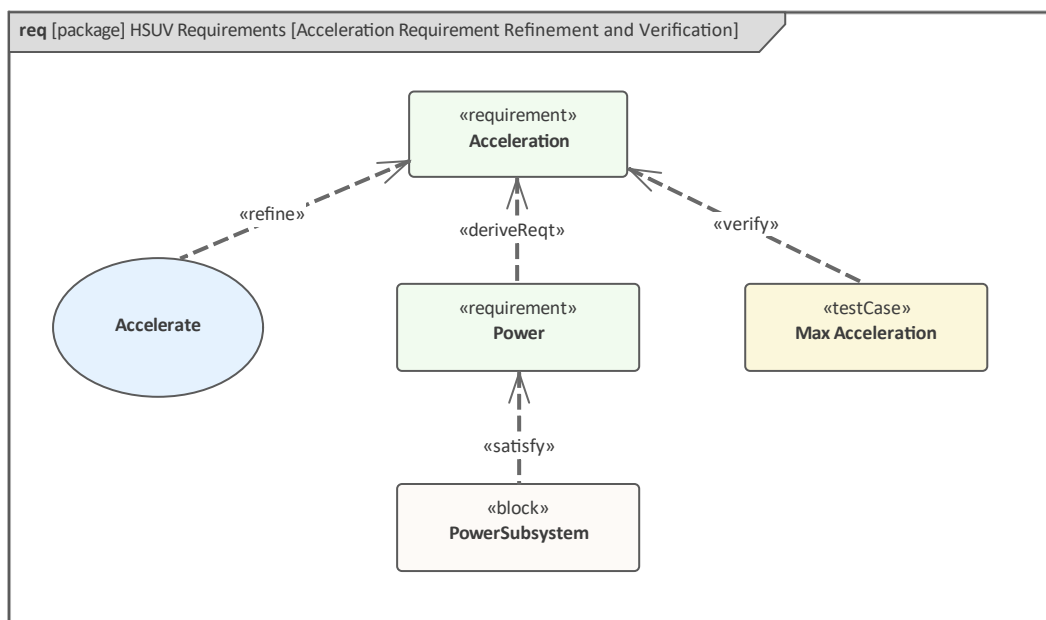 req [package] HSUV Requirements [Acceleration Requirement Refinement and Verification]
«requirement»
Acceleration
«refine»
«deriveReqt»
«verify»
Accelerate
«requirement»
Power
«testCase»
Max Acceleration
«satisfy»
«block»
PowerSubsystem